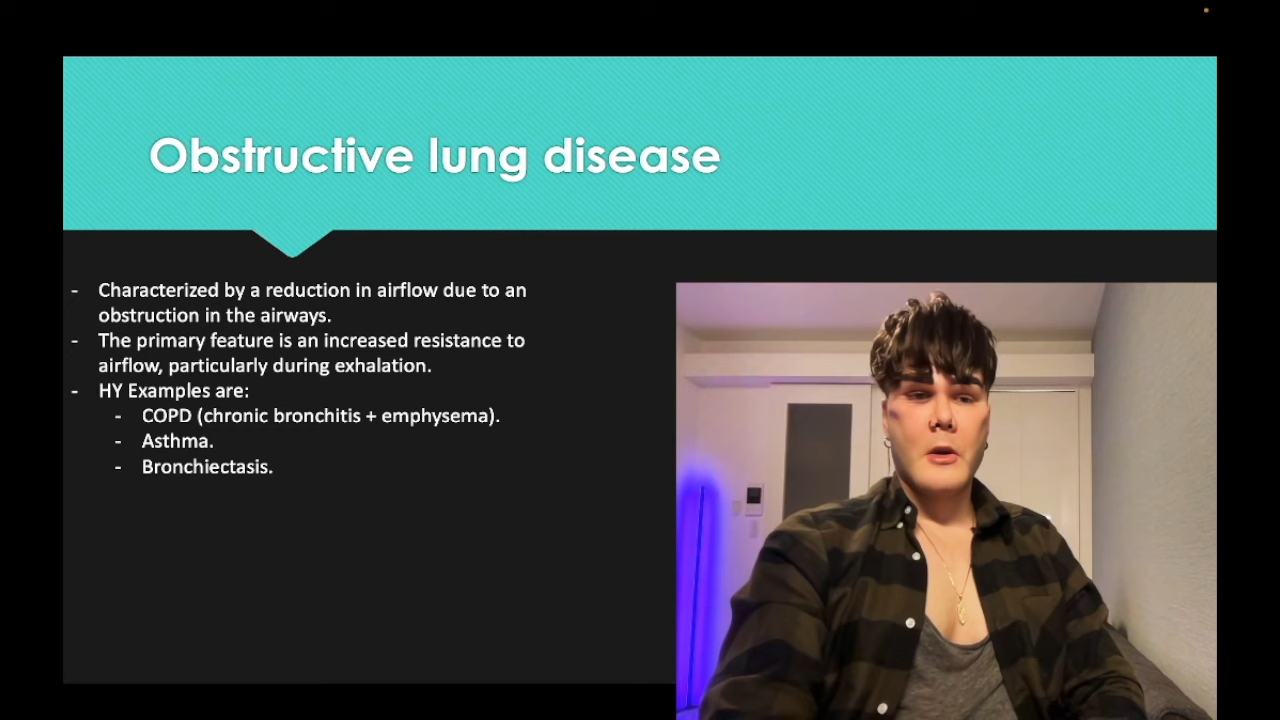 Obstructive lung disease
- Characterized by a reduction in airflow due to an
obstruction in the airways.
- The primary feature is an increased resistance to
airflow, particularly during exhalation.
- HY Examples are:
- COPD (chronic bronchitis + emphysema).
- Asthma.
- Bronchiectasis.